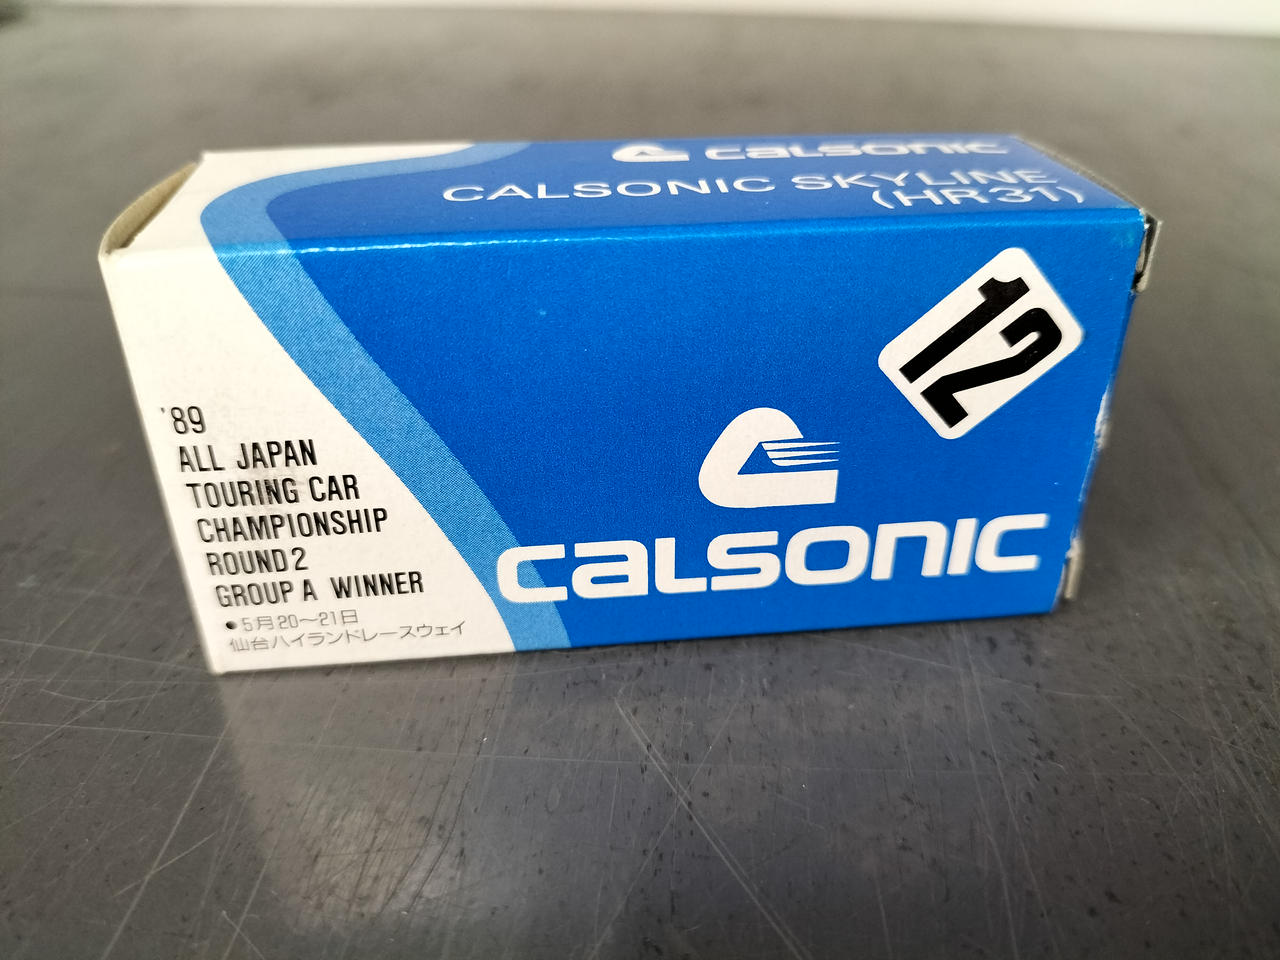 CALSONIC
CALSONIC SKYLINE
(HR31)
12
CALSONIC
'89
ALL JAPAN
TOURING CAR
CHAMPIONSHIP
ROUND 2
GROUP A WINNER
●5月20〜21日
仙台ハイランドレースウェイ